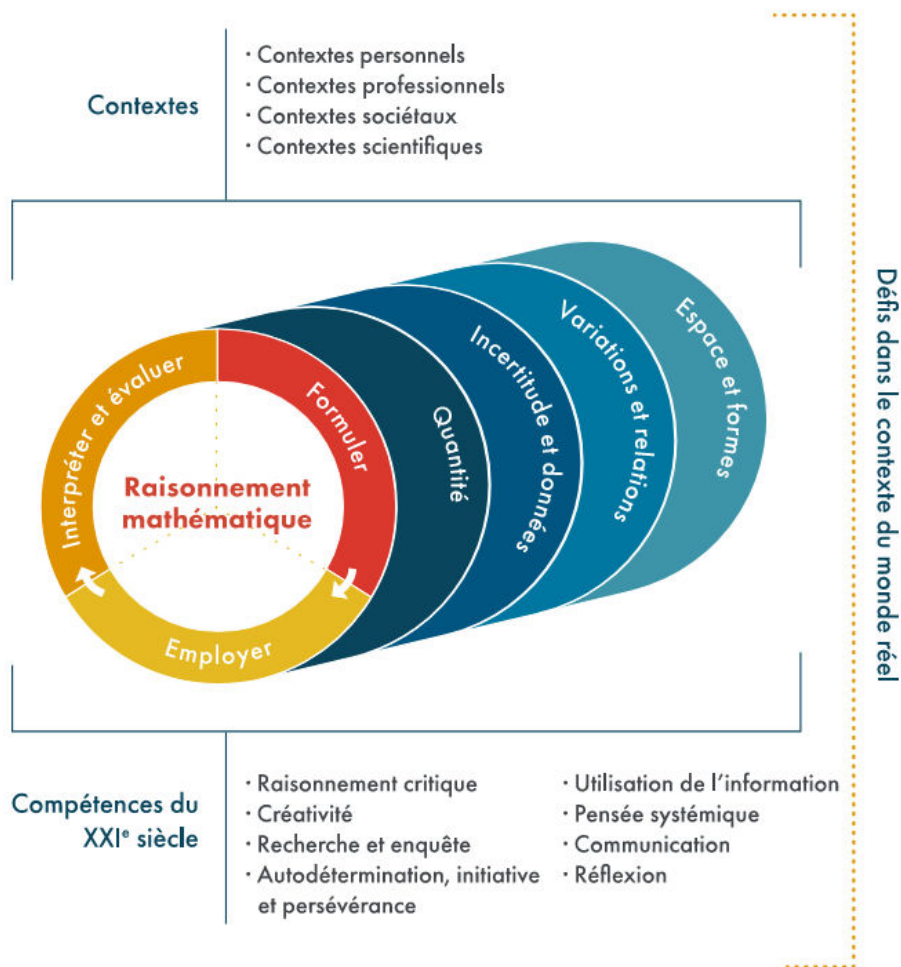 Contextes
· Contextes personnels
· Contextes professionnels
· Contextes sociétaux
· Contextes scientifiques
Interpréter et évaluer
Formuler
Employer
Raisonnement
mathématique
Quantité
Incertitude et données
Variations et relations
Espace et formes
Défis dans le contexte du monde réel
Compétences du
XXIᵉ siècle
· Raisonnement critique
· Créativité
· Recherche et enquête
· Autodétermination, initiative
et persévérance
· Utilisation de l’information
· Pensée systémique
· Communication
· Réflexion